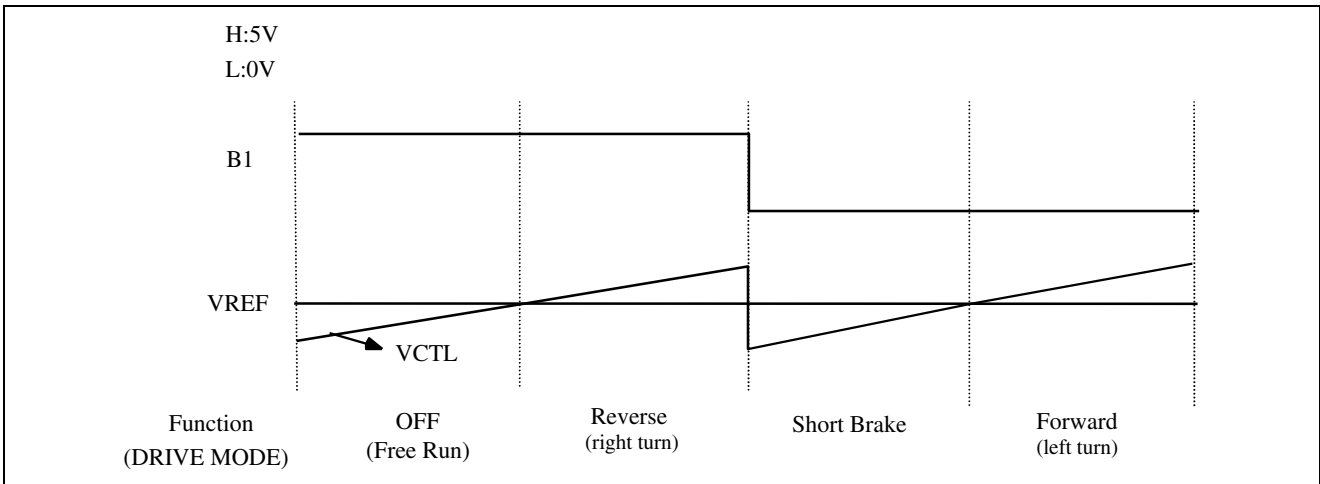 H:5V
L:0V
B1
VREF
VCTL
Function
(DRIVE MODE)
OFF
(Free Run)
Reverse
(right turn)
Short Brake
Forward
(left turn)